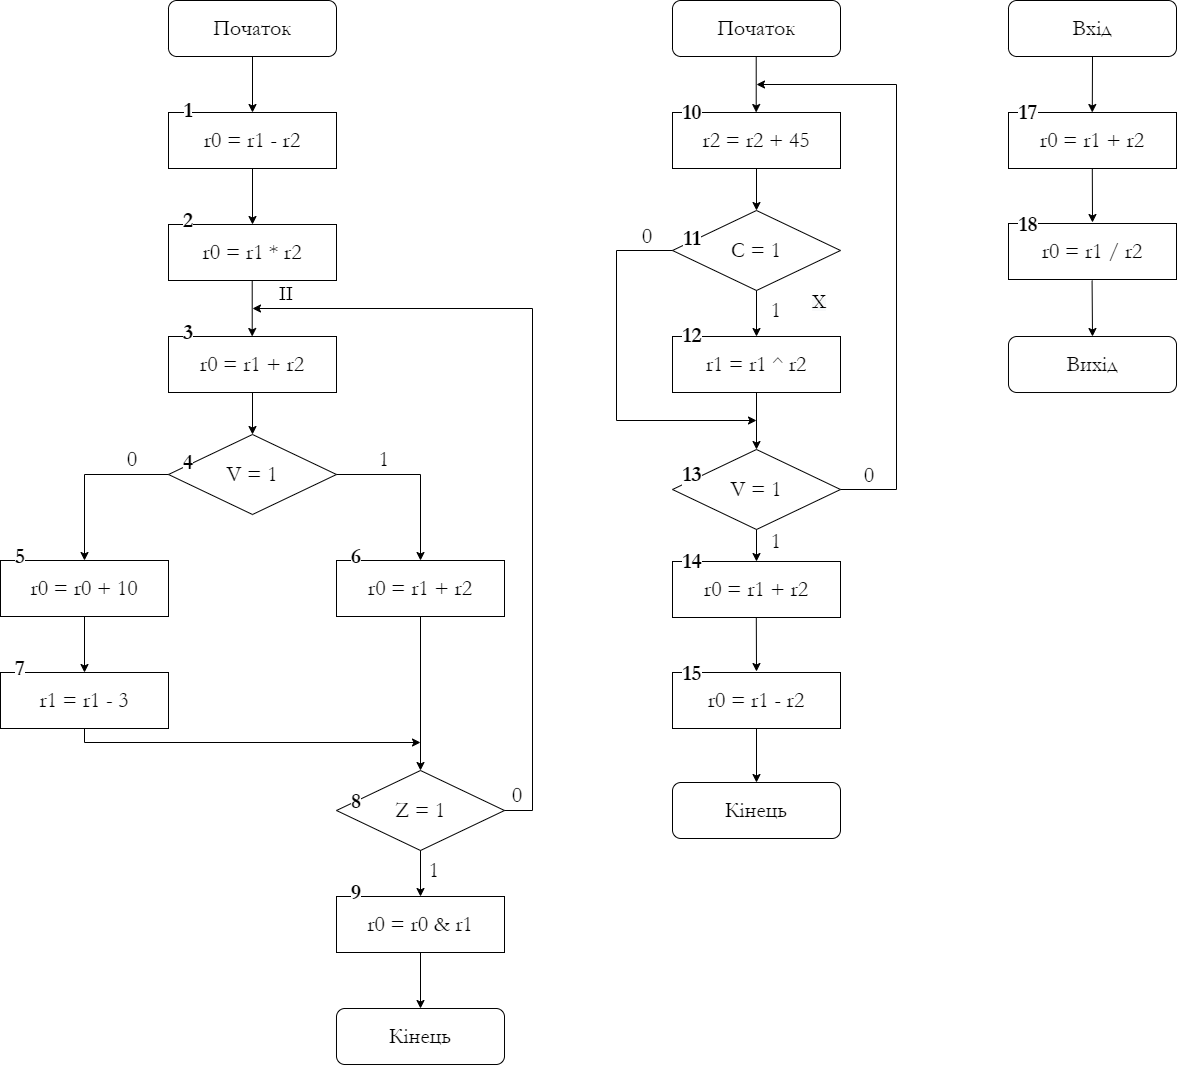 Початок
1
r0 = r1 - r2
2
r0 = r1 * r2
II
3
r0 = r1 + r2
4
V = 1
0
1
5
r0 = r0 + 10
6
r0 = r1 + r2
7
r1 = r1 - 3
8
Z = 1
0
1
9
r0 = r0 & r1
Кінець
Початок
10
r2 = r2 + 45
11
C = 1
0
1
X
12
r1 = r1 ^ r2
13
V = 1
0
1
14
r0 = r1 + r2
15
r0 = r1 - r2
Кінець
Вхід
17
r0 = r1 + r2
18
r0 = r1 / r2
Вихід